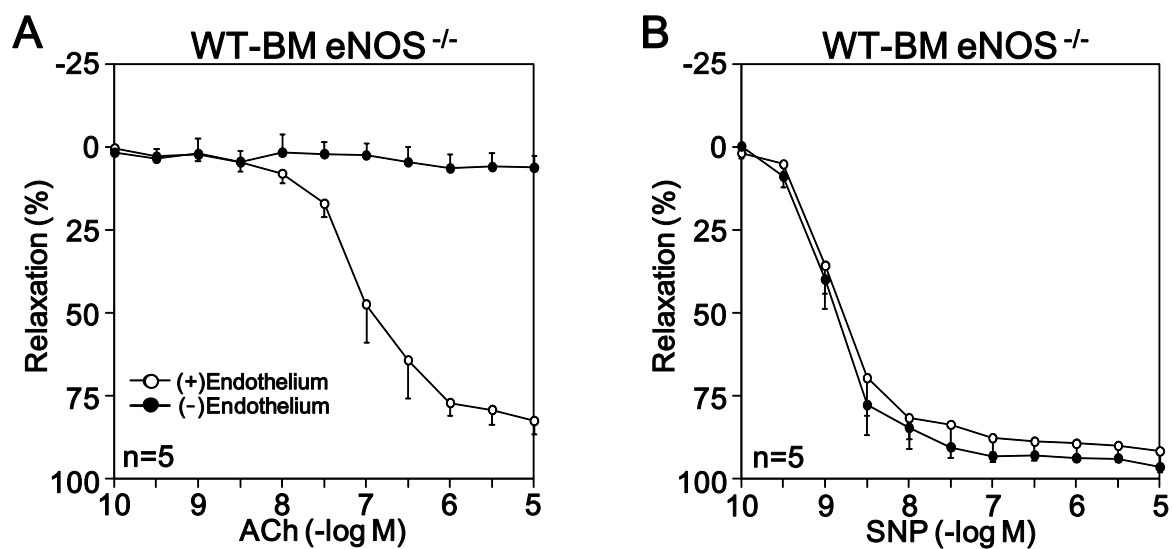 A
WT-BM eNOS -/-
-25
0
25
50
75
100
Relaxation (%)
(+)Endothelium
(-)Endothelium
n=5
10 9 8 7 6 5
ACh (-log M)
B
WT-BM eNOS -/-
-25
0
25
50
75
100
Relaxation (%)
n=5
10 9 8 7 6 5
SNP (-log M)